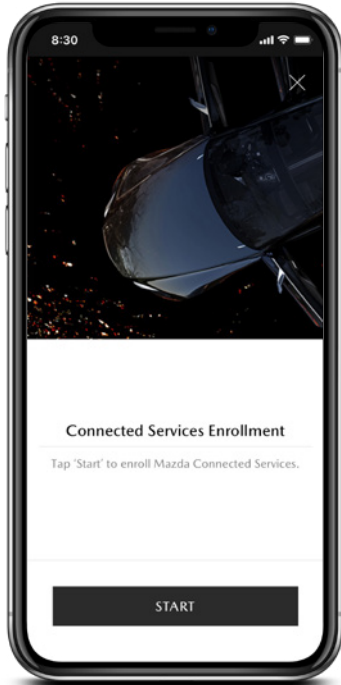 8:30
Connected Services Enrollment
Tap 'Start' to enroll Mazda Connected Services.
START